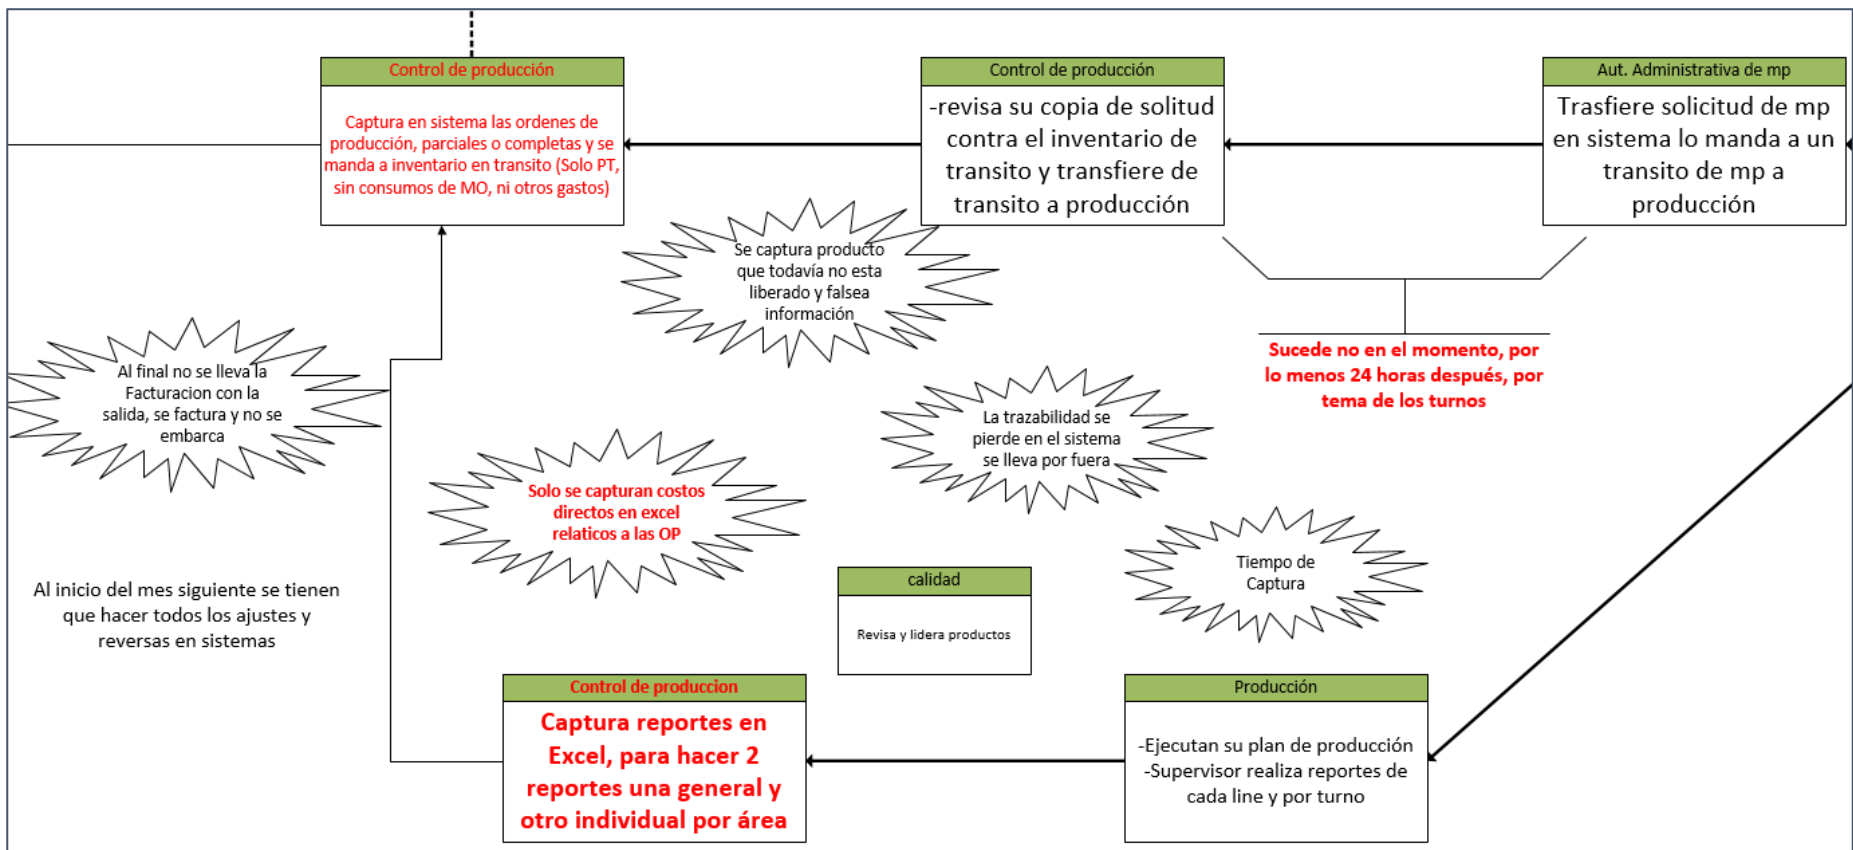 Control de producción
Captura en sistema las ordenes de
producción, parciales o completas y se
manda a inventario en transito (Solo PT,
sin consumos de MO, ni otros gastos)
Control de producción
-revisa su copia de solitud
contra el inventario de
transito y transfiere de
transito a producción
Aut. Administrativa de mp
Trasfiere solicitud de mp
en sistema lo manda a un
transito de mp a
producción
Se captura producto
que todavía no esta
liberado y falsea
información
Sucede no en el momento, por
lo menos 24 horas después, por
tema de los turnos
Al final no se lleva la
Facturacion con la
salida, se factura y no se
embarca
La trazabilidad se
pierde en el sistema
se lleva por fuera
Solo se capturan costos
directos en excel
relaticos a las OP
Tiempo de
Captura
Al inicio del mes siguiente se tienen
que hacer todos los ajustes y
reversas en sistemas
calidad
Revisa y lidera productos
Control de produccion
Captura reportes en
Excel, para hacer 2
reportes una general y
otro individual por área
Producción
-Ejecutan su plan de producción
-Supervisor realiza reportes de
cada line y por turno